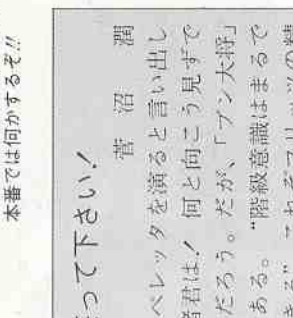 って下さい!
菅沼 潤
ペレッタを演ると言い出し
者君は! 何と向こう見ずで
だろう。だが、「ブン大将」
ある。“階級意識はまるで
本番では何かするぞ!!